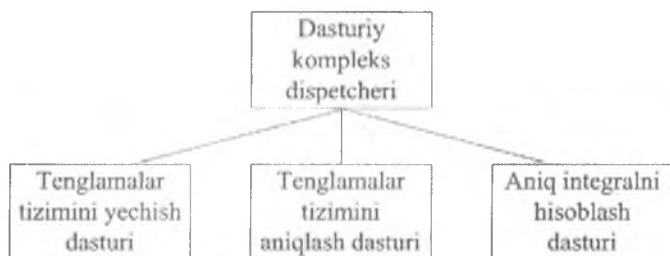 Dasturiy
kompleks
dispetcheri
Tenglamalar
tizimini yechish
dasturi
Tenglamalar
tizimini
aniqlash dasturi
Aniq integralni
hisoblash
dasturi